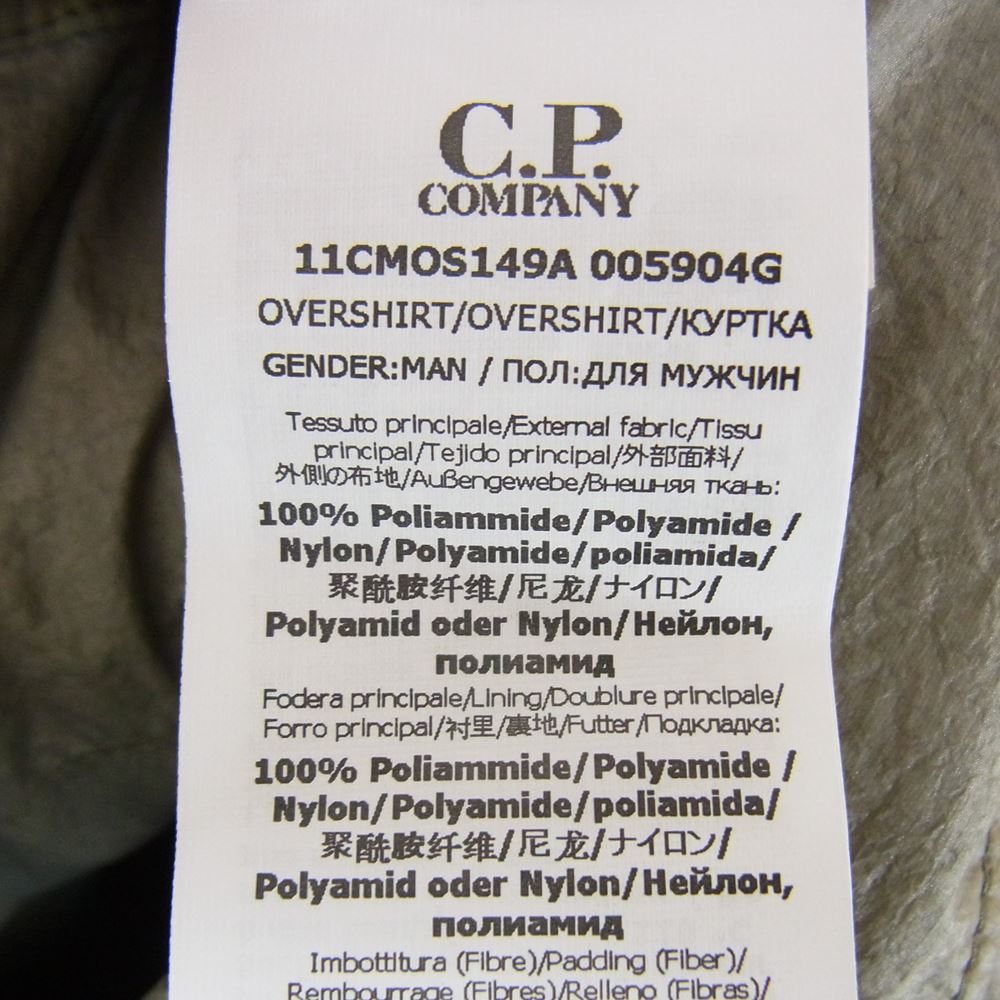 C.P.
COMPANY
11CMOS149A 005904G
OVERSHIRT/OVERSHIRT/КУРТКА
GENDER:MAN / ПОЛ:ДЛЯ МУЖЧИН
Tessuto principale/External fabric/Tissu
principal/Tejido principal/外部面料/
外側の布地/Außengewebe/Внешняя ткань:
100% Poliammide/Polyamide /
Nylon/Polyamide/poliamida/
聚酰胺纤维/尼龙/ナイロン/
Polyamid oder Nylon/Нейлон,
полиамид
Fodera principale/Lining/Doublure principale/
Forro principal/衬里/裏地/Futter/Подкладка:
100% Poliammide/Polyamide /
Nylon/Polyamide/poliamida/
聚酰胺纤维/尼龙/ナイロン/
Polyamid oder Nylon/Нейлон,
полиамид
Imbottitura (Fibre)/Padding (Fiber)/
Rembourrage (Fibres)/Relleno (Fibras)/